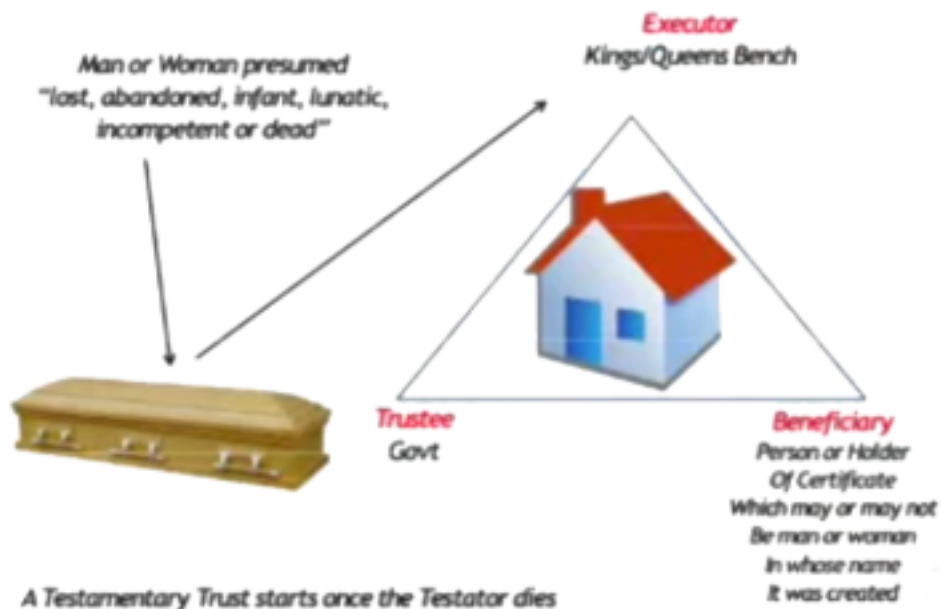 Executor
Kings/Queens Bench
Man or Woman presumed
"lost, abandoned, infant, lunatic,
incompetent or dead"
Trustee
Govt
Beneficiary
Person or Holder
Of Certificate
Which may or may not
Be man or woman
In whose name
It was created
A Testamentary Trust starts once the Testator dies